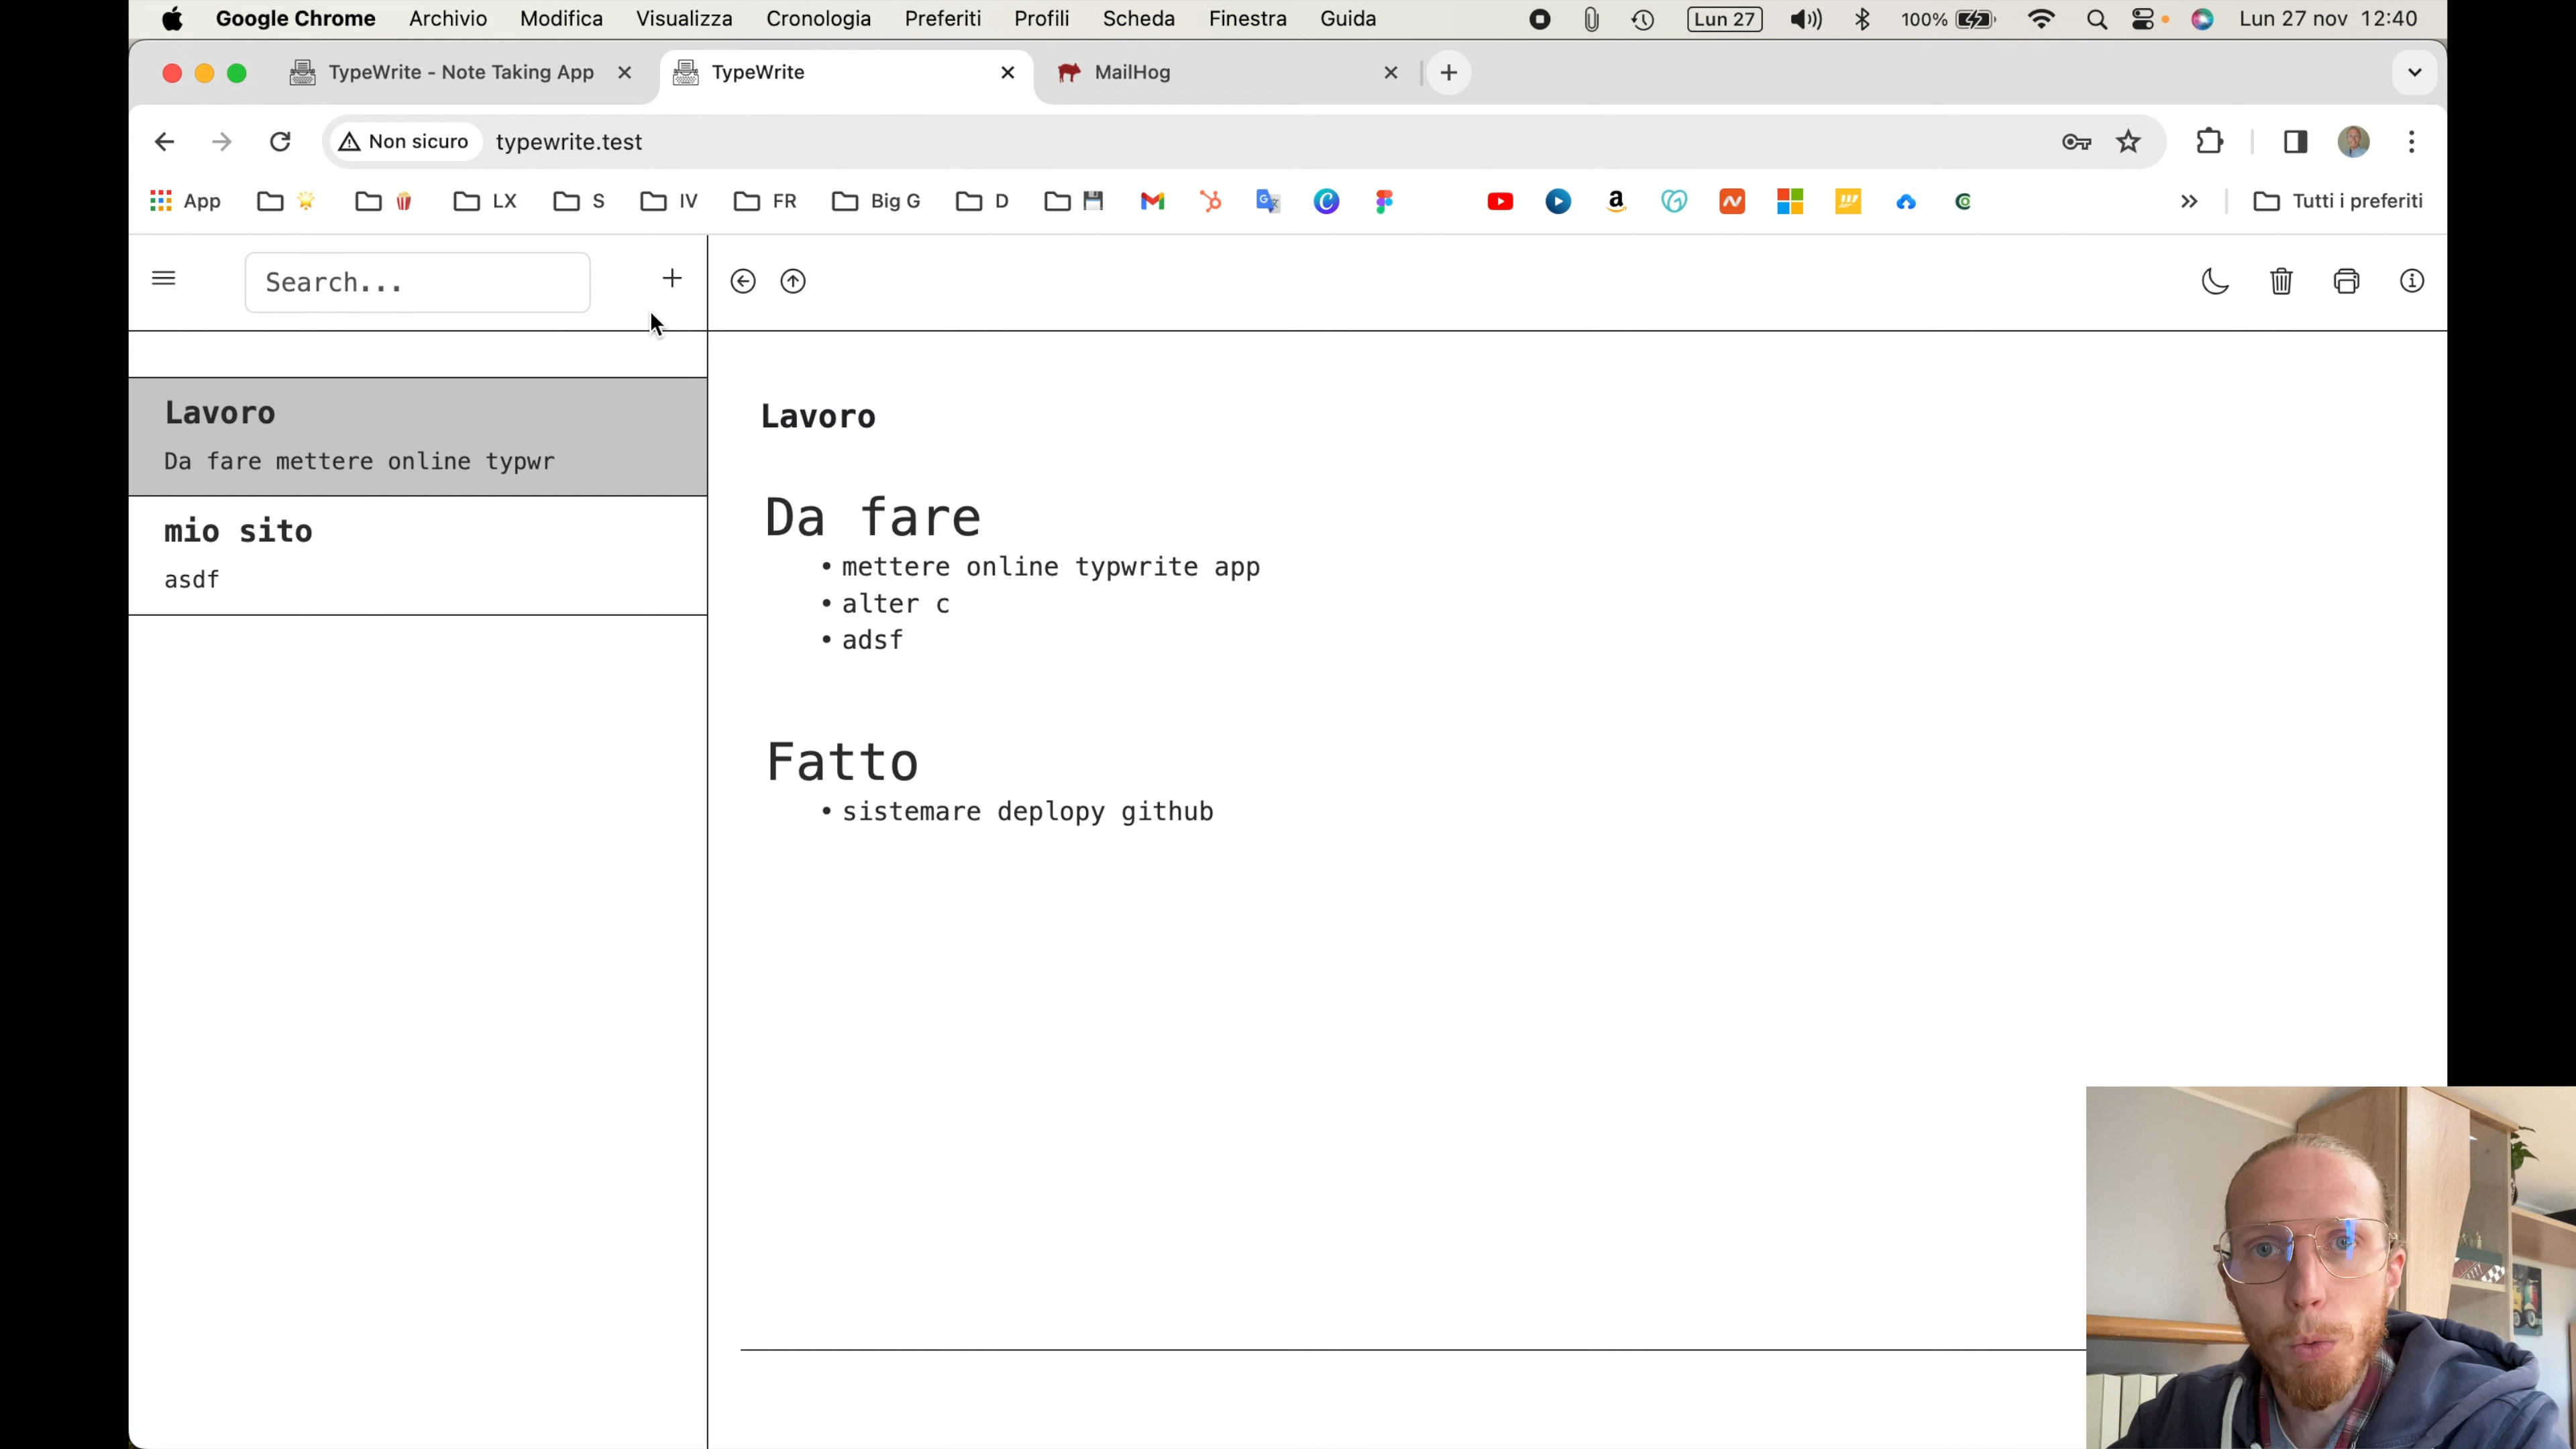 Google Chrome Archivio Modifica Visualizza Cronologia Preferiti Profili Scheda Finestra Guida Lun 27 100% Lun 27 nov 12:40
TypeWrite - Note Taking App TypeWrite MailHog
Non sicuro typewrite.test
App LX S IV FR Big G D Tutti i preferiti
Search...
Lavoro
Da fare mettere online typwr
mio sito
asdf
Lavoro
Da fare
• mettere online typwrite app
• alter c
• adsf
Fatto
• sistemare deplopy github